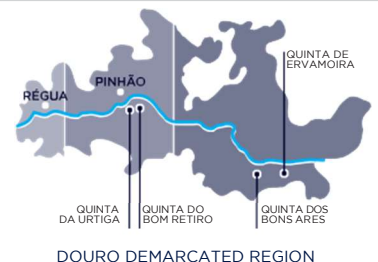 QUINTA DE
ERVAMOIRA
PINHÃO
RÉGUA
QUINTA
DA URTIGA
QUINTA DO
BOM RETIRO
QUINTA DOS
BONS ARES
DOURO DEMARCATED REGION